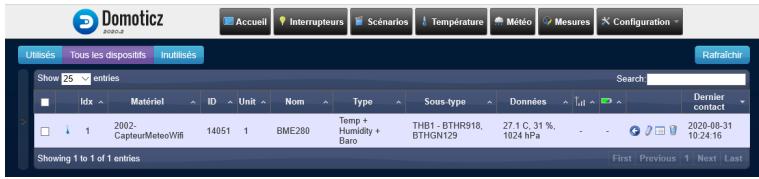 Domoticz
2020.2
Accueil Interrupteurs Scénarios Température Météo Mesures Configuration
Utilisés Tous les dispositifs Inutilisés Rafraîchir
Show 25 entries Search:
Idx Matériel ID Unit Nom Type Sous-type Données Dernier contact
1 2002-CapteurMeteoWifi 14051 1 BME280 Temp + Humidity + Baro THB1 - BTHR918, BTHGN129 27.1 C, 31 %, 1024 hPa - - 2020-08-31 10:24:16
Showing 1 to 1 of 1 entries First Previous 1 Next Last